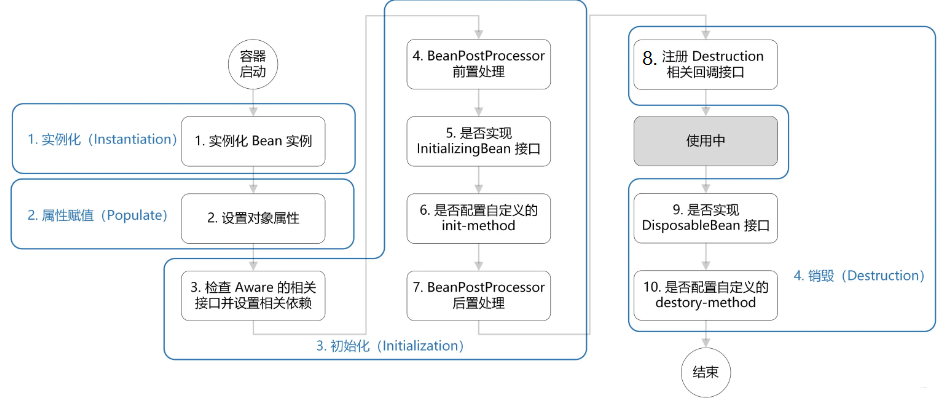 容器
启动
1. 实例化（Instantiation）
1. 实例化 Bean 实例
2. 属性赋值（Populate）
2. 设置对象属性
3. 检查 Aware 的相关
接口并设置相关依赖
3. 初始化（Initialization）
4. BeanPostProcessor
前置处理
5. 是否实现
InitializingBean 接口
6. 是否配置自定义的
init-method
7. BeanPostProcessor
后置处理
8. 注册 Destruction
相关回调接口
使用中
9. 是否实现
DisposableBean 接口
4. 销毁（Destruction）
10. 是否配置自定义的
destory-method
结束